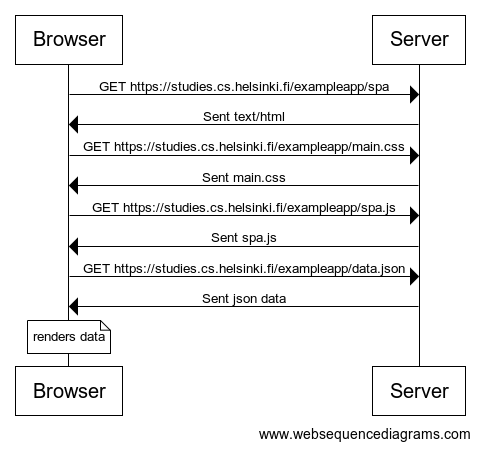 Browser
Server
GET https://studies.cs.helsinki.fi/exampleapp/spa
Sent text/html
GET https://studies.cs.helsinki.fi/exampleapp/main.css
Sent main.css
GET https://studies.cs.helsinki.fi/exampleapp/spa.js
Sent spa.js
GET https://studies.cs.helsinki.fi/exampleapp/data.json
Sent json data
renders data
Browser
Server
www.websequencediagrams.com